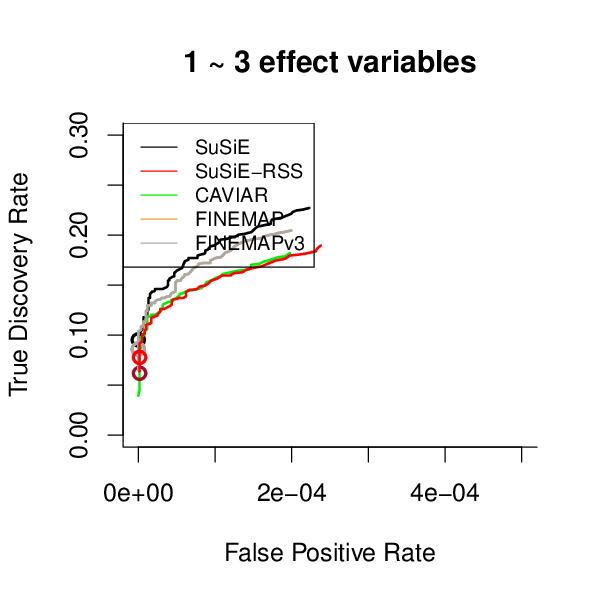 1 ~ 3 effect variables
True Discovery Rate
0.30
0.20
0.10
0.00
SuSiE
SuSiE−RSS
CAVIAR
FINEMAP
FINEMAPv3
0e+00
2e−04
4e−04
False Positive Rate